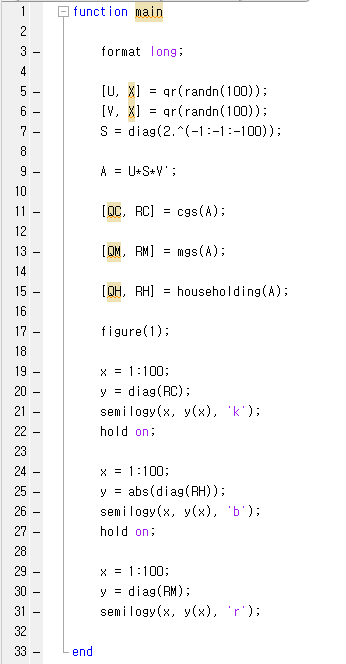 1 function main
2
3 – format long;
4
5 – [U, X] = qr(randn(100));
6 – [V, X] = qr(randn(100));
7 – S = diag(2.^(-1:-1:-100));
8
9 – A = U*S*V';
10
11 – [QC, RC] = cgs(A);
12
13 – [QM, RM] = mgs(A);
14
15 – [QH, RH] = householding(A);
16
17 – figure(1);
18
19 – x = 1:100;
20 – y = diag(RC);
21 – semilogy(x, y(x), 'k');
22 – hold on;
23
24 – x = 1:100;
25 – y = abs(diag(RH));
26 – semilogy(x, y(x), 'b');
27 – hold on;
28
29 – x = 1:100;
30 – y = diag(RM);
31 – semilogy(x, y(x), 'r');
32
33 – end